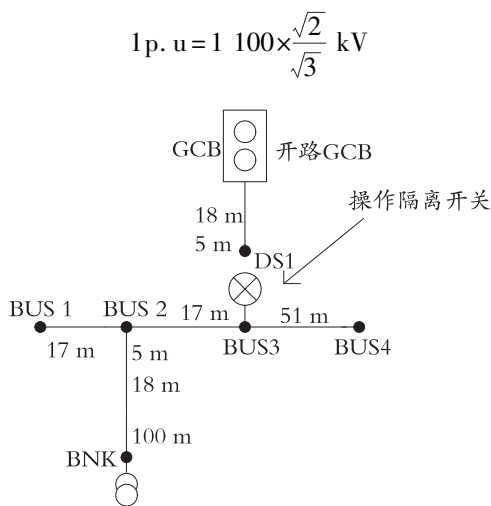 1p. u=1 100×√2/√3 kV
GCB
开路GCB
18 m
5 m
操作隔离开关
DS1
BUS 1
BUS 2
17 m
51 m
17 m
5 m
BUS3
BUS4
18 m
100 m
BNK